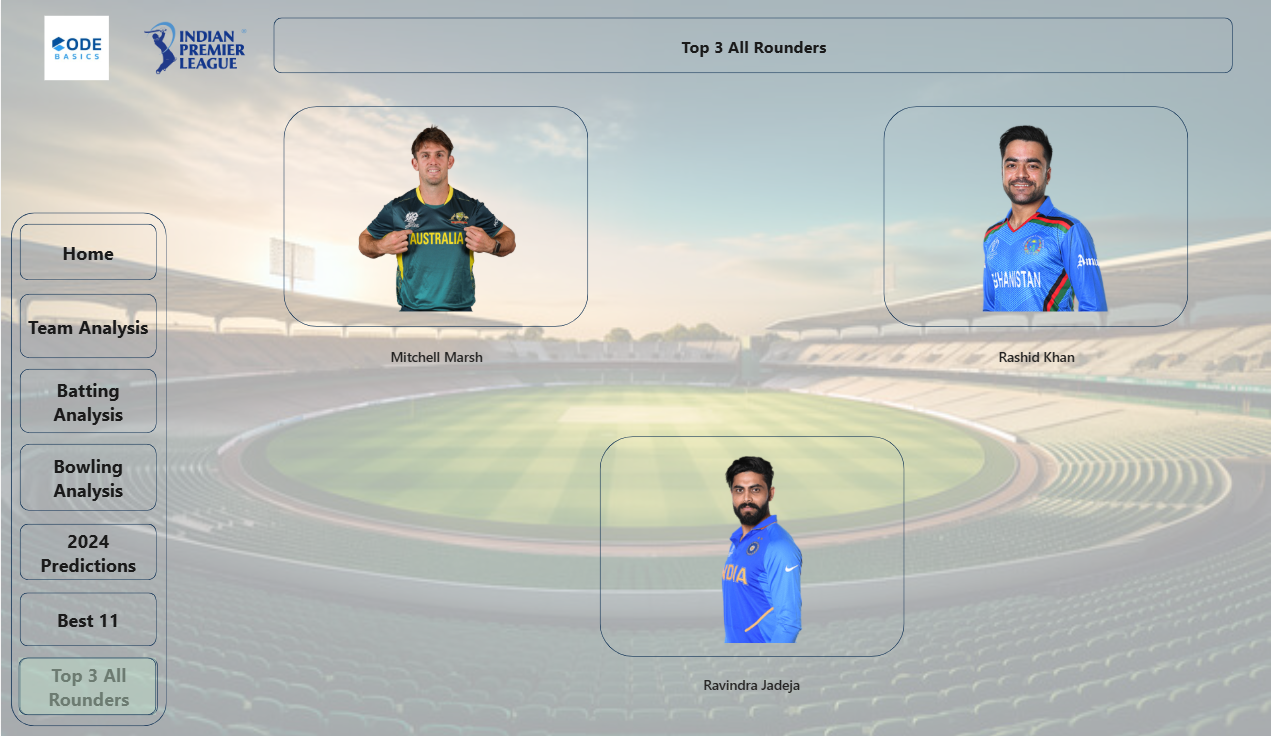 CODE
BASICS
INDIAN
PREMIER
LEAGUE
Top 3 All Rounders
AUSTRALIA
GHANISTAN
Mitchell Marsh
Rashid Khan
Home
Team Analysis
Batting
Analysis
Bowling
Analysis
2024
Predictions
Best 11
Top 3 All
Rounders
NDIA
Ravindra Jadeja